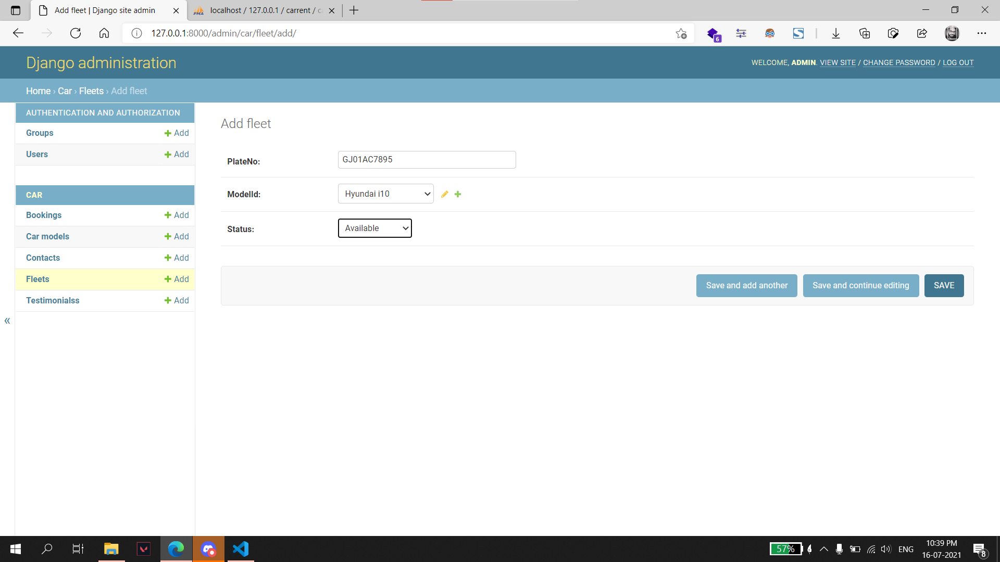 Add fleet | Django site admin
localhost / 127.0.0.1 / carrent /
PMA
127.0.0.1:8000/admin/car/fleet/add/
6
Django administration
WELCOME, ADMIN. VIEW SITE / CHANGE PASSWORD / LOG OUT
Home › Car › Fleets › Add fleet
AUTHENTICATION AND AUTHORIZATION
Groups Add
Users Add
CAR
Bookings Add
Car models Add
Contacts Add
Fleets Add
Testimonialss Add
«
Add fleet
PlateNo: GJ01AC7895
ModelId: Hyundai i10
Status: Available
Save and add another Save and continue editing SAVE
57% ENG
10:39 PM
16-07-2021
8